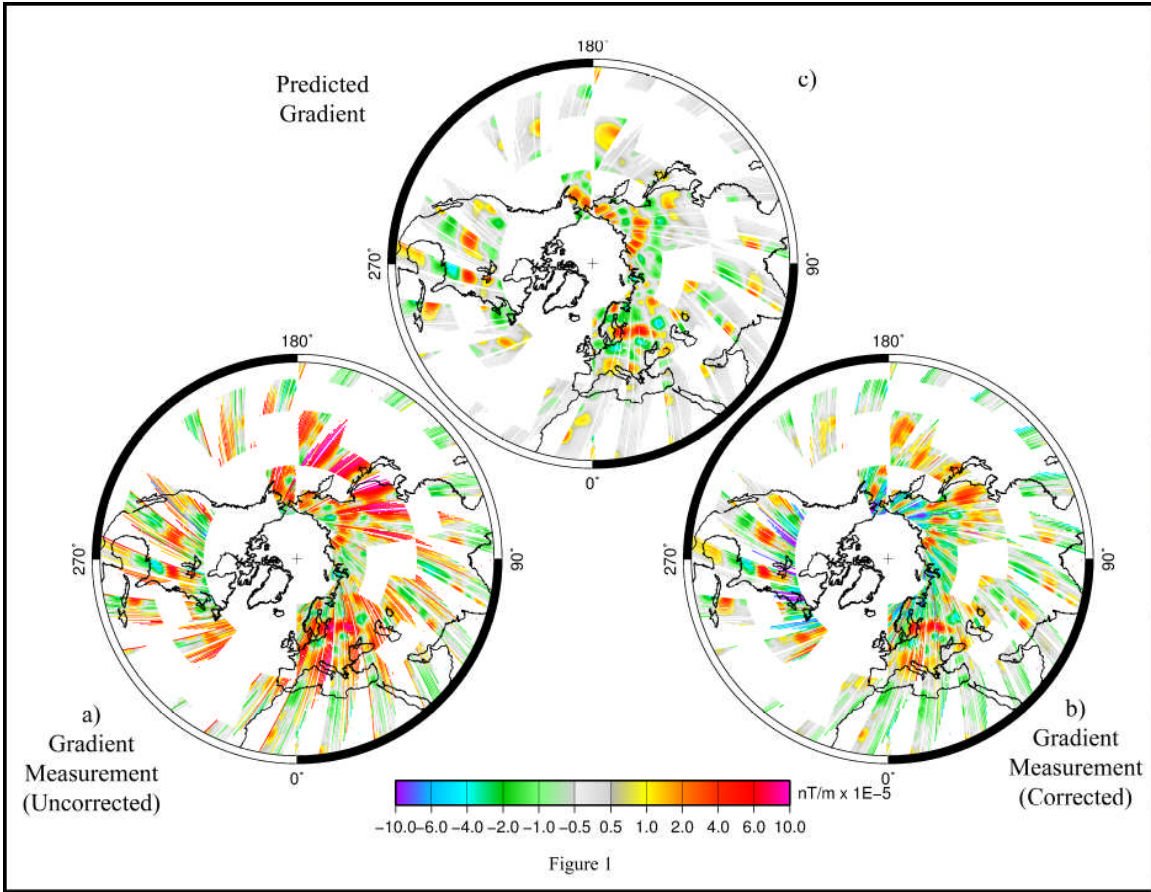 180˚
Predicted
Gradient
c)
270˚
90˚
0˚
180˚
270˚
90˚
0˚
a)
Gradient
Measurement
(Uncorrected)
180˚
270˚
90˚
0˚
b)
Gradient
Measurement
(Corrected)
nT/m x 1E-5
−10.0 −6.0 −4.0 −2.0 −1.0 −0.5 0.5 1.0 2.0 4.0 6.0 10.0
Figure 1